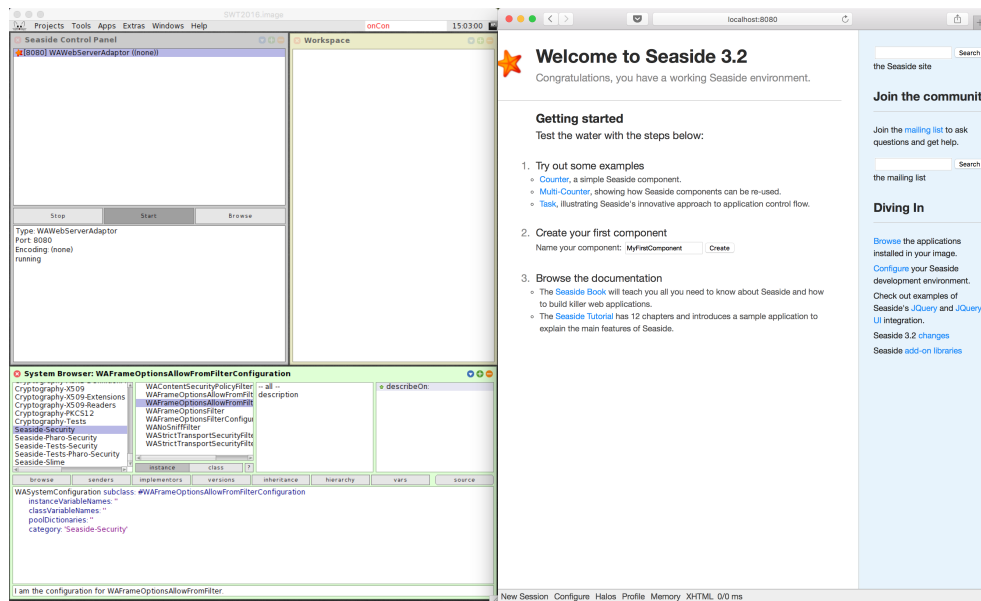 SWT2016.image
Projects Tools Apps Extras Windows Help
onCon
15:03:00
Seaside Control Panel
[8080] WAWebServerAdaptor ((none))
Stop Start Browse
Type: WAWebServerAdaptor
Port: 8080
Encoding: (none)
running
Workspace
System Browser: WAFrameOptionsAllowFromFilterConfiguration
Cryptography-X509
Cryptography-X509-Extensions
Cryptography-X509-Readers
Cryptography-PKCS12
Cryptography-Tests
Seaside-Security
Seaside-Pharo-Security
Seaside-Tests-Security
Seaside-Tests-Pharo-Security
Seaside-Slime
WAContentSecurityPolicyFilter
WAFrameOptionsAllowFromFilt
WAFrameOptionsAllowFromFilt
WAFrameOptionsFilter
WAFrameOptionsFilterConfigu
WANoSniffFilter
WAStrictTransportSecurityFilte
WAStrictTransportSecurityFilte
instance class ?
-- all --
description
describeOn:
browse senders implementors versions inheritance hierarchy vars source
WASystemConfiguration subclass: #WAFrameOptionsAllowFromFilterConfiguration
instanceVariableNames: ''
classVariableNames: ''
poolDictionaries: ''
category: 'Seaside-Security'
I am the configuration for WAFrameOptionsAllowFromFilter.
localhost:8080
Welcome to Seaside 3.2
Congratulations, you have a working Seaside environment.
Getting started
Test the water with the steps below:
1. Try out some examples
Counter, a simple Seaside component.
Multi-Counter, showing how Seaside components can be re-used.
Task, illustrating Seaside's innovative approach to application control flow.
2. Create your first component
Name your component: MyFirstComponent Create
3. Browse the documentation
The Seaside Book will teach you all you need to know about Seaside and how
to build killer web applications.
The Seaside Tutorial has 12 chapters and introduces a sample application to
explain the main features of Seaside.
Search
the Seaside site
Join the communit
Join the mailing list to ask
questions and get help.
Search
the mailing list
Diving In
Browse the applications
installed in your image.
Configure your Seaside
development environment.
Check out examples of
Seaside's JQuery and JQuery
UI integration.
Seaside 3.2 changes
Seaside add-on libraries
New Session Configure Halos Profile Memory XHTML 0/0 ms